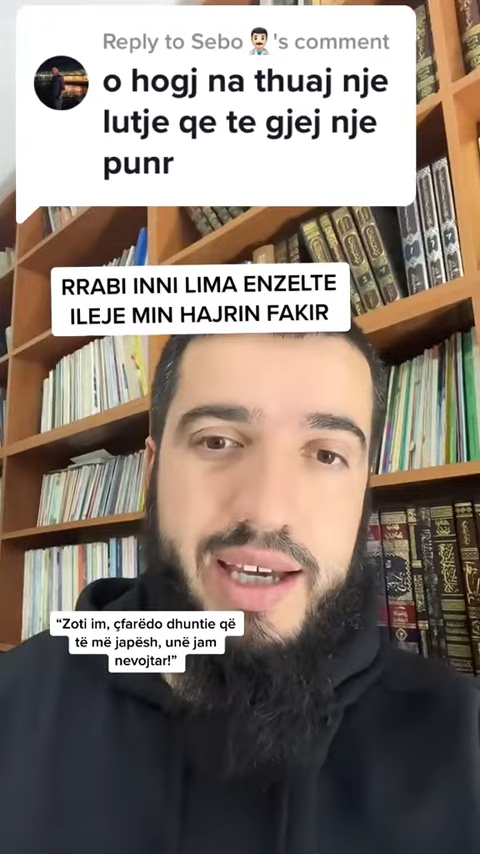 Reply to Sebo👨🏻‍⚕️'s comment
o hogj na thuaj nje
lutje qe te gjej nje
punr
RRABI INNI LIMA ENZELTE
ILEJE MIN HAJRIN FAKIR
“Zoti im, çfarëdo dhuntie që
të më japësh, unë jam
nevojtar!”